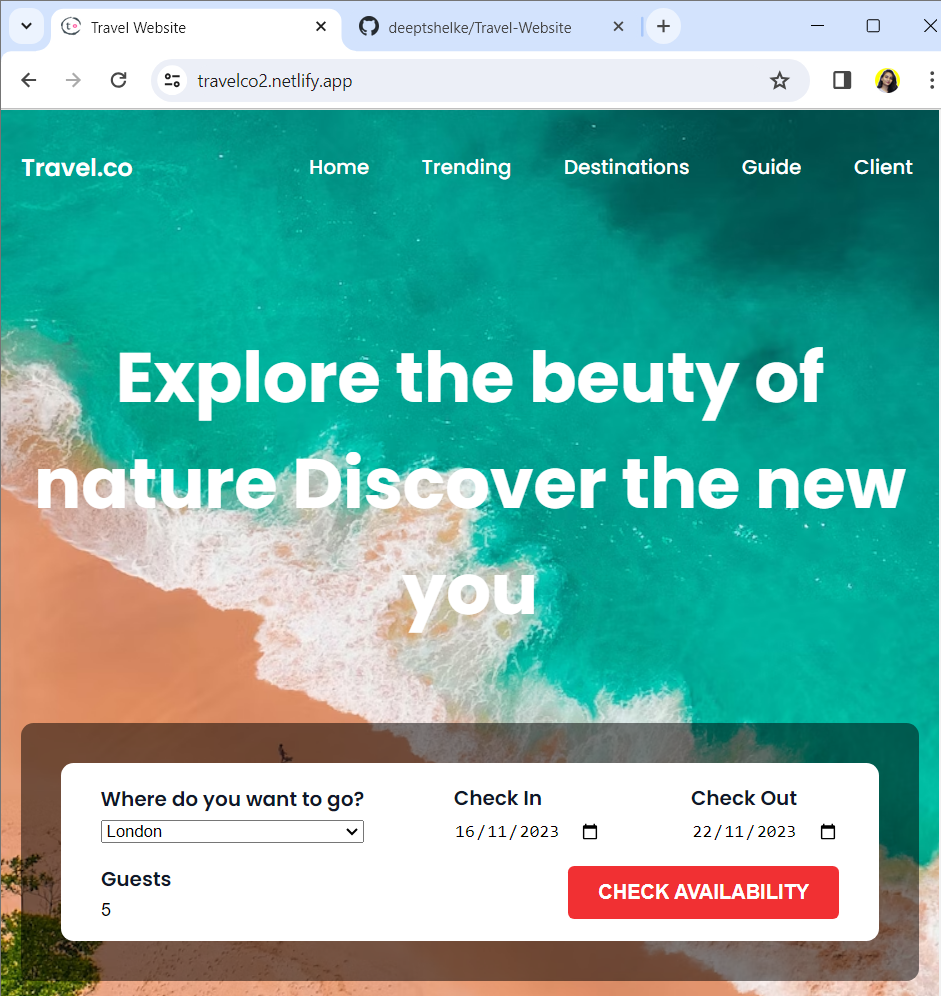 Travel Website
deeptshelke/Travel-Website
travelco2.netlify.app
Travel.co Home Trending Destinations Guide Client
Explore the beuty of
nature Discover the new
you
Where do you want to go? Check In Check Out
London 16/11/2023 22/11/2023
Guests
5
CHECK AVAILABILITY